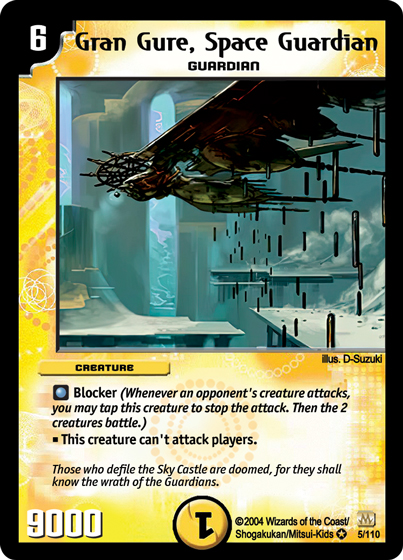 6 Gran Gure, Space Guardian
GUARDIAN
illus. D-Suzuki
CREATURE
Blocker (Whenever an opponent's creature attacks,
you may tap this creature to stop the attack. Then the 2
creatures battle.)
▪ This creature can't attack players.
Those who defile the Sky Castle are doomed, for they shall
know the wrath of the Guardians.
9000
1
©2004 Wizards of the Coast/
Shogakukan/Mitsui-Kids ✪ 5/110